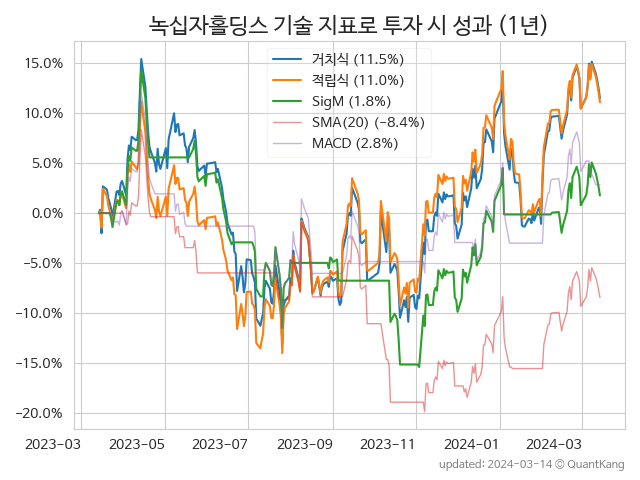 녹십자홀딩스 기술 지표로 투자 시 성과 (1년)
거치식 (11.5%)
적립식 (11.0%)
SigM (1.8%)
SMA(20) (−8.4%)
MACD (2.8%)
15.0%
10.0%
5.0%
0.0%
−5.0%
−10.0%
−15.0%
−20.0%
2023-03 2023-05 2023-07 2023-09 2023-11 2024-01 2024-03
updated: 2024-03-14 © QuantKang